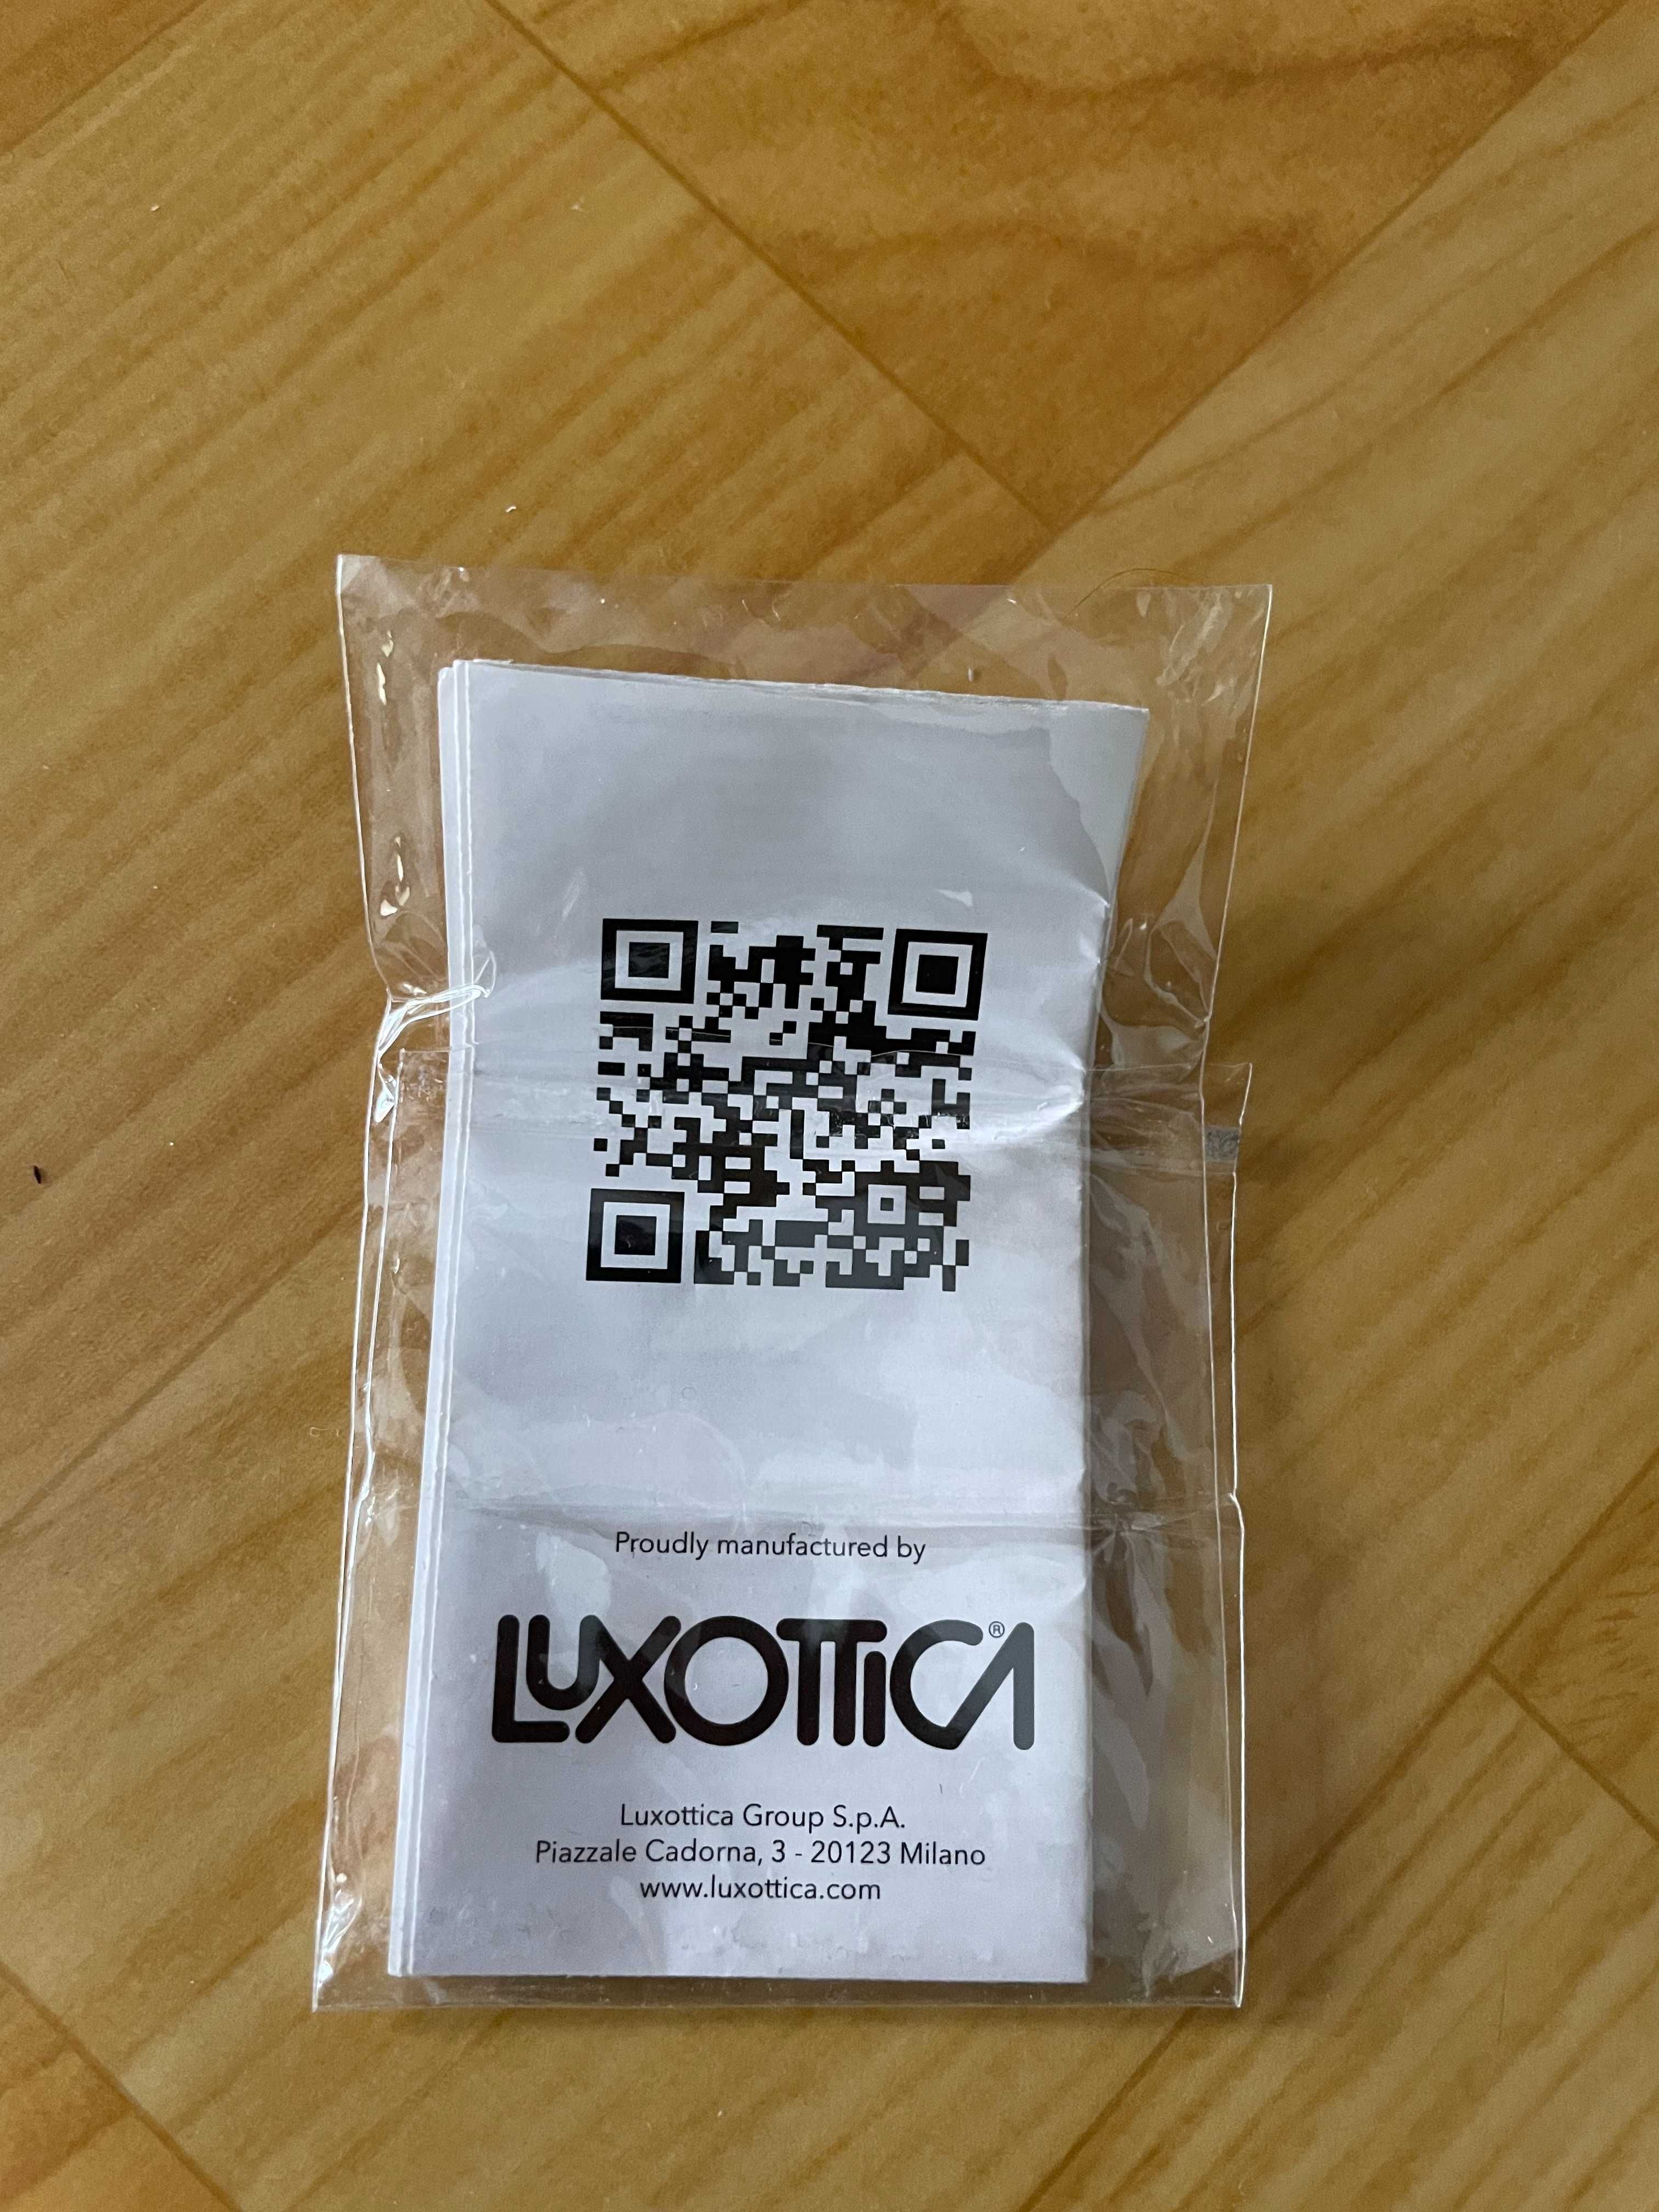 Proudly manufactured by
LUXOTTICA®
Luxottica Group S.p.A.
Piazzale Cadorna, 3 - 20123 Milano
www.luxottica.com